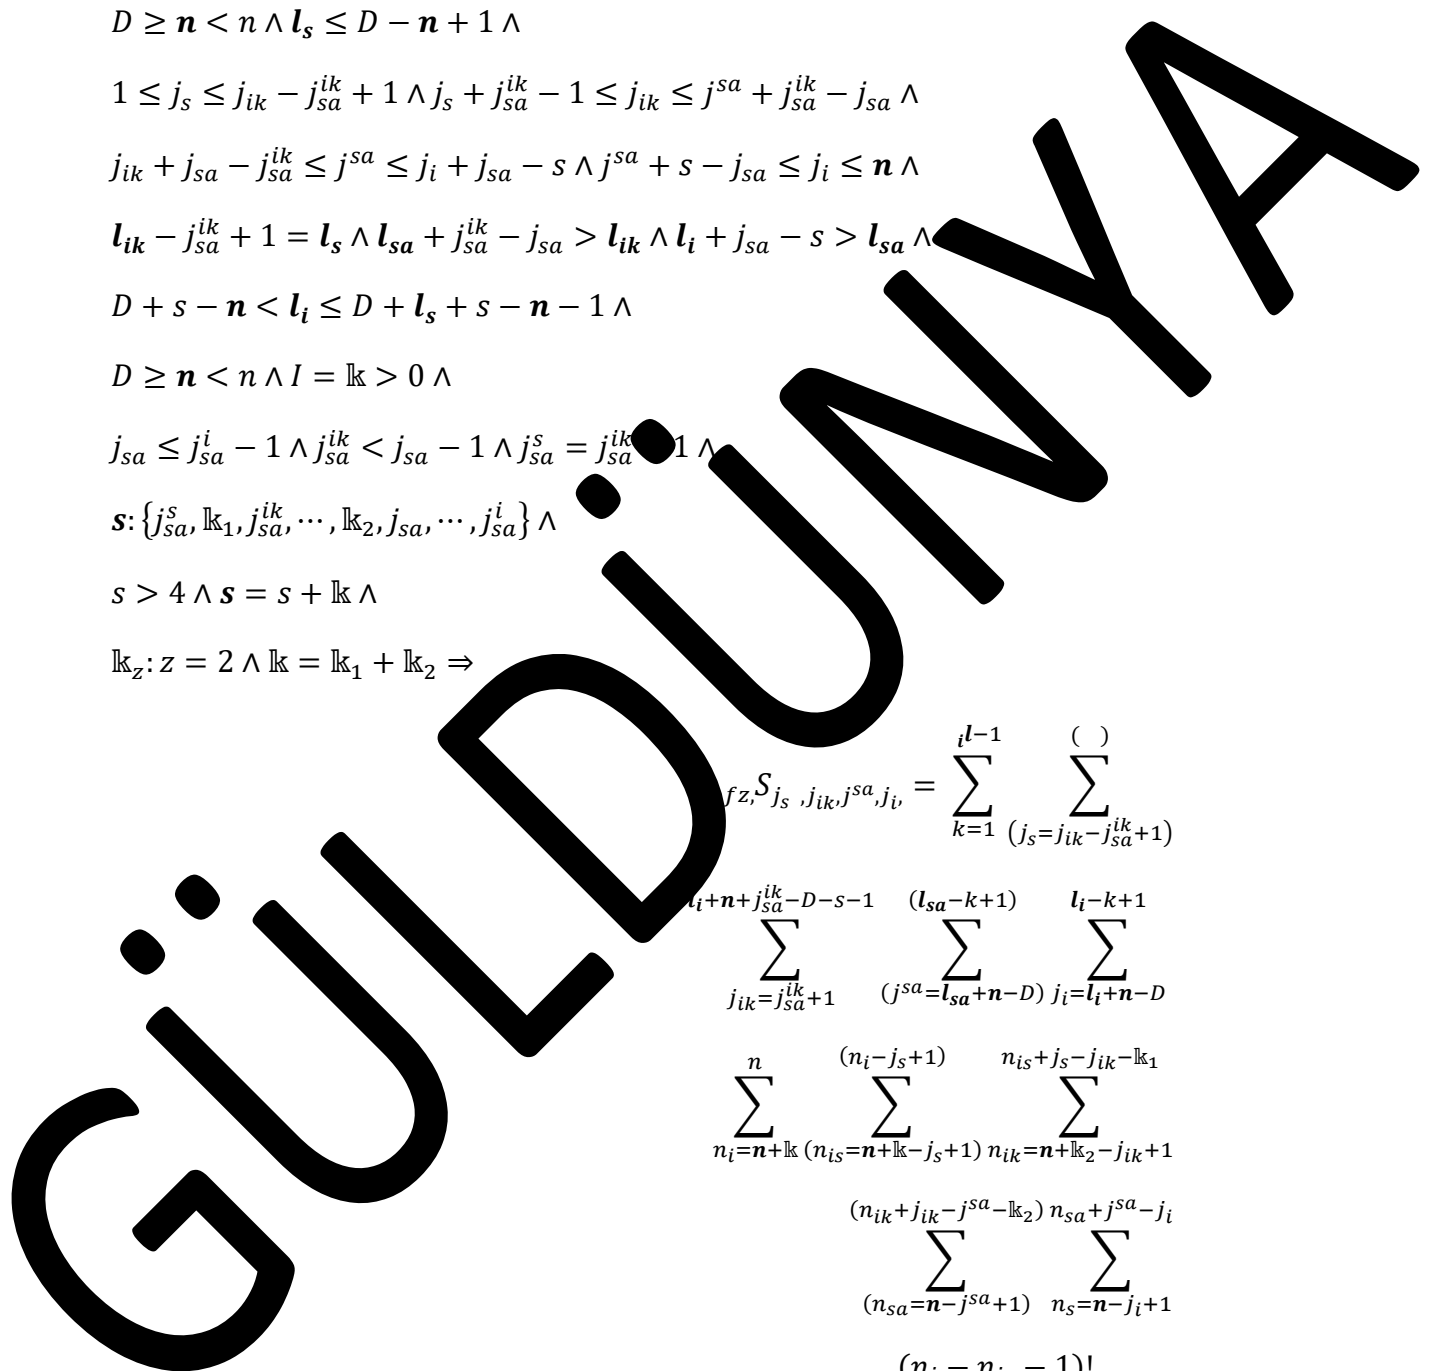 D ≥ n < n ∧ l_s ≤ D − n + 1 ∧
1 ≤ j_s ≤ j_{ik} − j_{sa}^{ik} + 1 ∧ j_s + j_{sa}^{ik} − 1 ≤ j_{ik} ≤ j^{sa} + j_{sa}^{ik} − j_{sa} ∧
j_{ik} + j_{sa} − j_{sa}^{ik} ≤ j^{sa} ≤ j_i + j_{sa} − s ∧ j^{sa} + s − j_{sa} ≤ j_i ≤ n ∧
l_{ik} − j_{sa}^{ik} + 1 = l_s ∧ l_{sa} + j_{sa}^{ik} − j_{sa} > l_{ik} ∧ l_i + j_{sa} − s > l_{sa} ∧
D + s − n < l_i ≤ D + l_s + s − n − 1 ∧
D ≥ n < n ∧ I = 𝕜 > 0 ∧
j_{sa} ≤ j_{sa}^i − 1 ∧ j_{sa}^{ik} < j_{sa} − 1 ∧ j_{sa}^s = j_{sa}^{ik} 1 ∧
s: {j_{sa}^s, 𝕜_1, j_{sa}^{ik}, ⋯, 𝕜_2, j_{sa}, ⋯, j_{sa}^i} ∧
s > 4 ∧ s = s + 𝕜 ∧
𝕜_z: z = 2 ∧ 𝕜 = 𝕜_1 + 𝕜_2 ⇒
_{fz,}S_{j_s, j_{ik}, j^{sa}, j_i,} = ∑_{k=1}^{_il−1} ∑_{(j_s=j_{ik}−j_{sa}^{ik}+1)}^{( )}
∑_{j_{ik}=j_{sa}^{ik}+1}^{l_i+n+j_{sa}^{ik}−D−s−1} ∑_{(j^{sa}=l_{sa}+n−D)}^{(l_{sa}−k+1)} ∑_{j_i=l_i+n−D}^{l_i−k+1}
∑_{n_i=n+𝕜}^{n} ∑_{(n_{is}=n+𝕜−j_s+1)}^{(n_i−j_s+1)} ∑_{n_{ik}=n+𝕜_2−j_{ik}+1}^{n_{is}+j_s−j_{ik}−𝕜_1}
∑_{(n_{sa}=n−j^{sa}+1)}^{(n_{ik}+j_{ik}−j^{sa}−𝕜_2)} ∑_{n_s=n−j_i+1}^{n_{sa}+j^{sa}−j_i}
GÜLDÜNYA